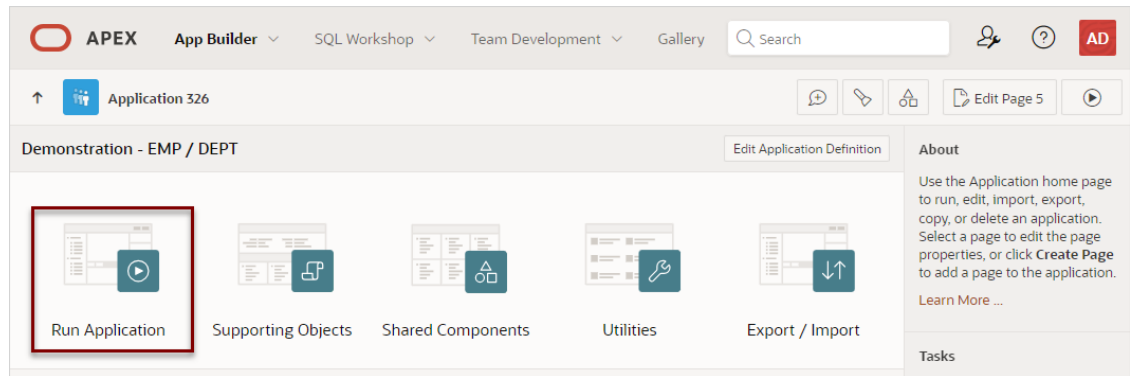 APEX App Builder SQL Workshop Team Development Gallery Search AD
Application 326 Edit Page 5
Demonstration - EMP / DEPT Edit Application Definition About
Use the Application home page
to run, edit, import, export,
copy, or delete an application.
Select a page to edit the page
properties, or click Create Page
to add a page to the application.
Learn More ...
Run Application Supporting Objects Shared Components Utilities Export / Import
Tasks